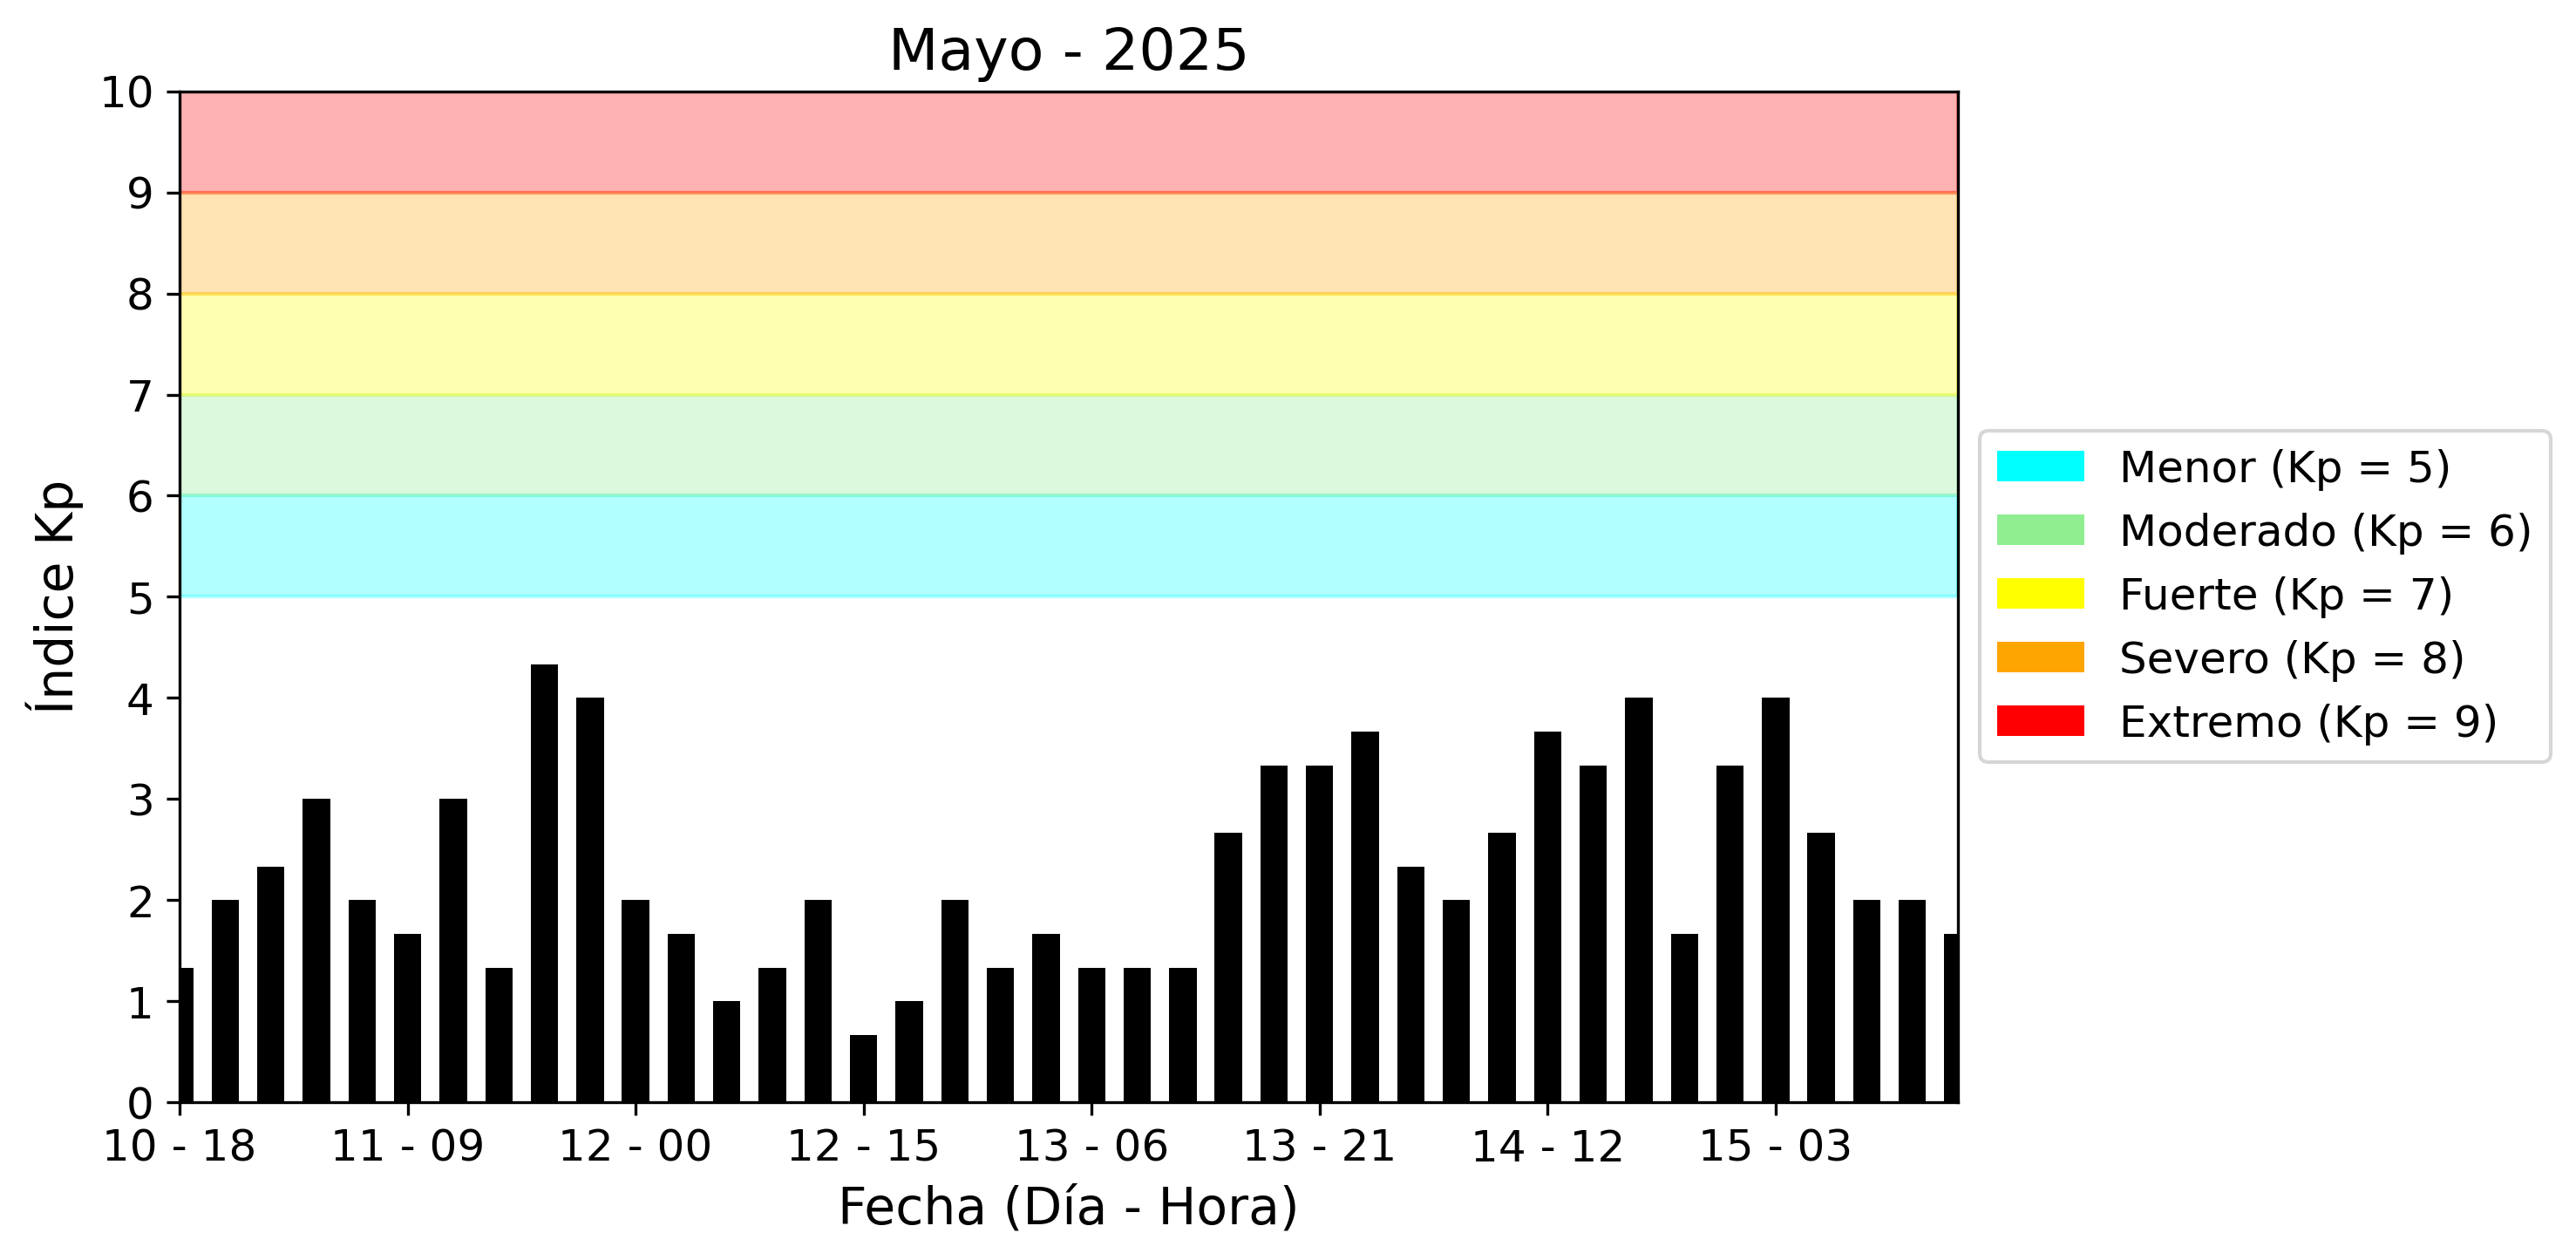 Mayo - 2025
10
9
8
7
6
5
4
3
2
1
0
Índice Kp
10 - 18
11 - 09
12 - 00
12 - 15
13 - 06
13 - 21
14 - 12
15 - 03
Fecha (Día - Hora)
Menor (Kp = 5)
Moderado (Kp = 6)
Fuerte (Kp = 7)
Severo (Kp = 8)
Extremo (Kp = 9)